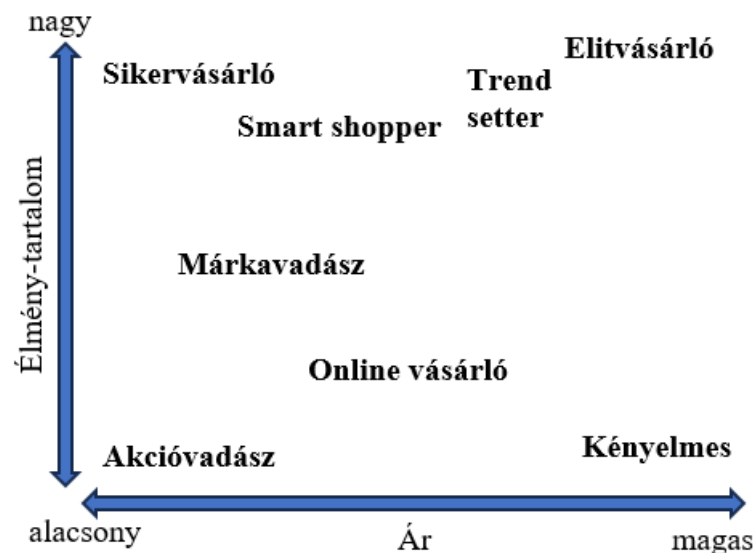 nagy
Elitvásárló
Sikervásárló
Trend
setter
Smart shopper
Élmény-tartalom
Márkavadász
Online vásárló
Akcióvadász
Kényelmes
alacsony
Ár
magas